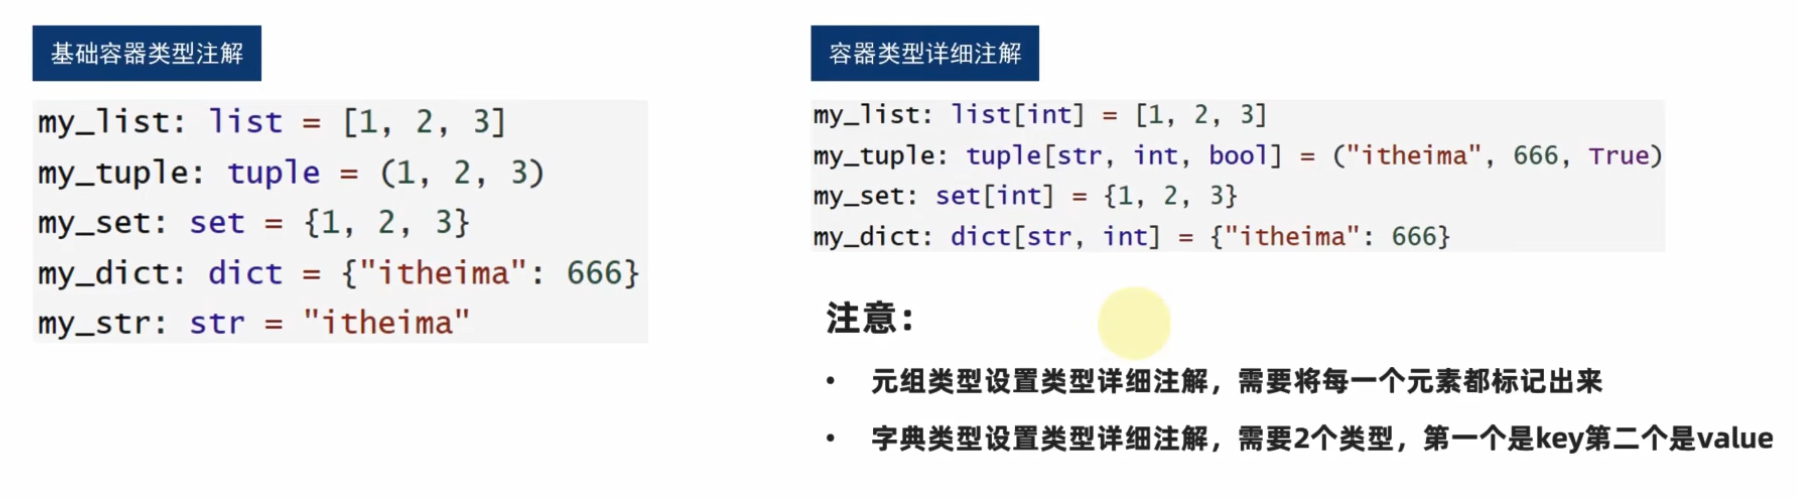 基础容器类型注解
my_list: list = [1, 2, 3]
my_tuple: tuple = (1, 2, 3)
my_set: set = {1, 2, 3}
my_dict: dict = {"itheima": 666}
my_str: str = "itheima"
容器类型详细注解
my_list: list[int] = [1, 2, 3]
my_tuple: tuple[str, int, bool] = ("itheima", 666, True)
my_set: set[int] = {1, 2, 3}
my_dict: dict[str, int] = {"itheima": 666}
注意：
• 元组类型设置类型详细注解，需要将每一个元素都标记出来
• 字典类型设置类型详细注解，需要2个类型，第一个是key第二个是value